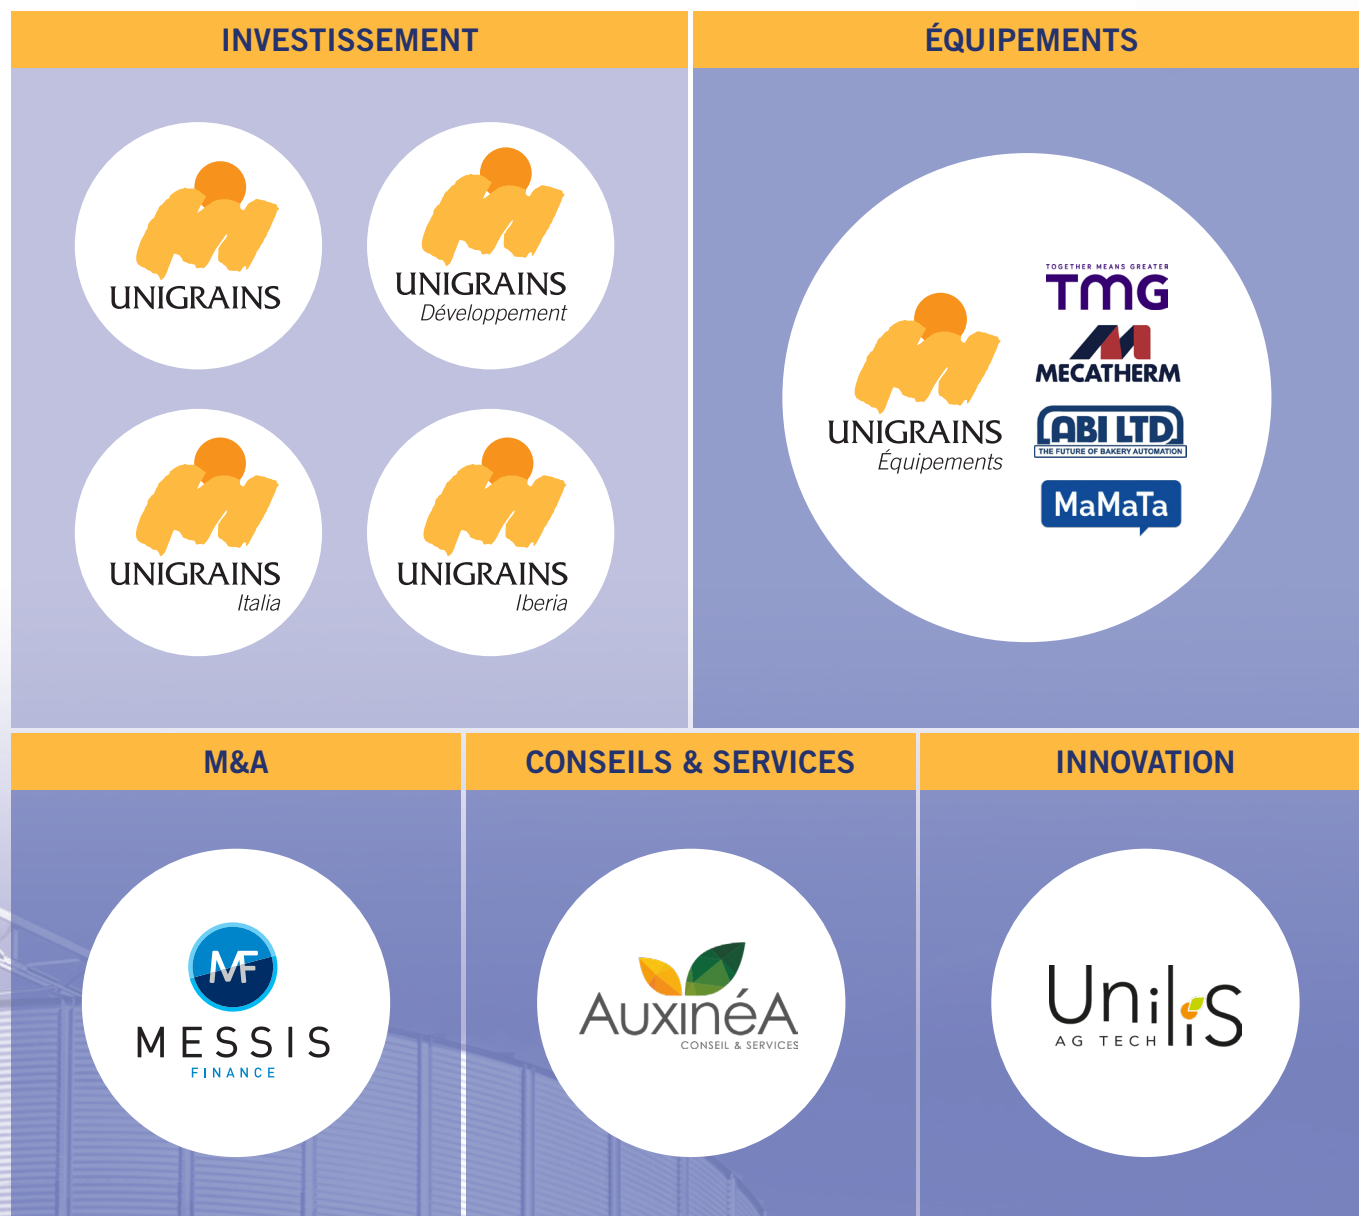 INVESTISSEMENT
UNIGRAINS
UNIGRAINS
Développement
UNIGRAINS
Italia
UNIGRAINS
Iberia
ÉQUIPEMENTS
UNIGRAINS
Équipements
TOGETHER MEANS GREATER
TMG
MECATHERM
ABI LTD
THE FUTURE OF BAKERY AUTOMATION
MaMaTa
M&A
MF
MESSIS
FINANCE
CONSEILS & SERVICES
AUXINÉA
CONSEIL & SERVICES
INNOVATION
UniliS
AG TECH